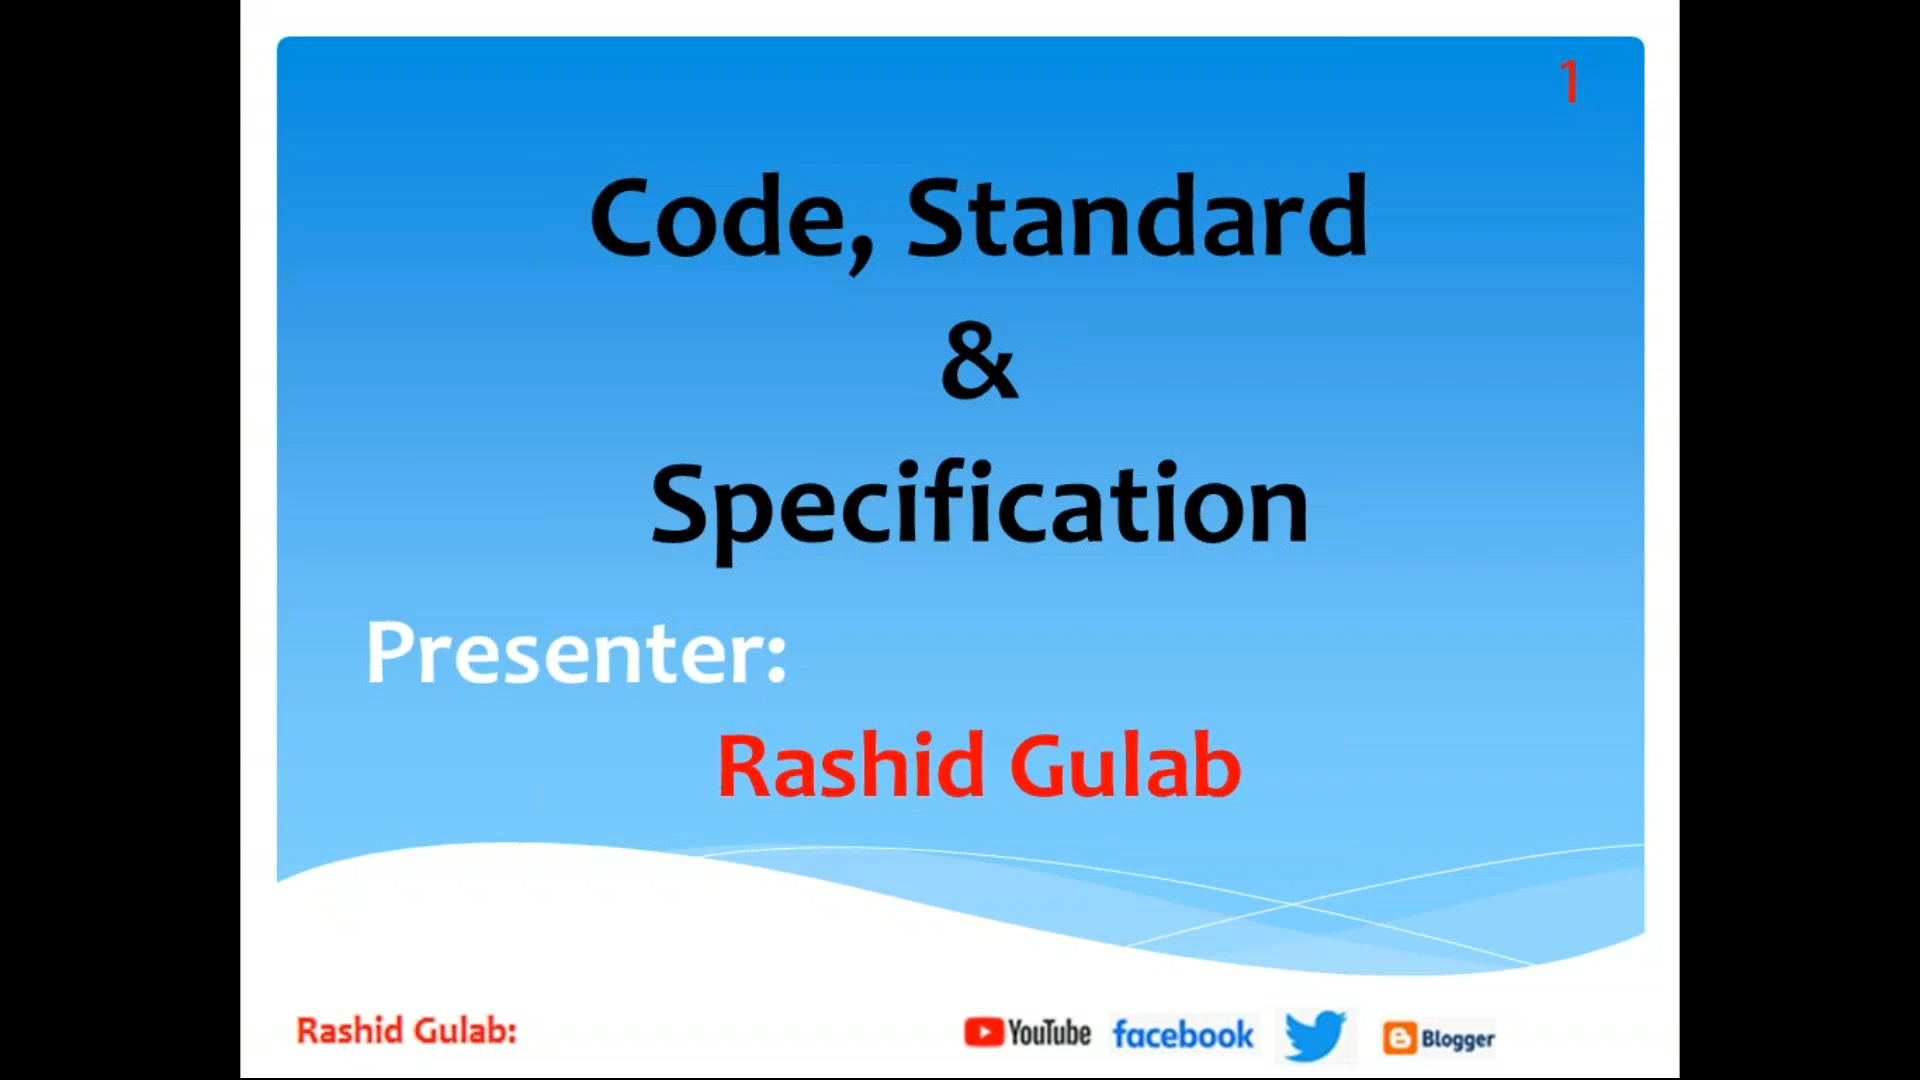 1
Code, Standard
&
Specification
Presenter:
Rashid Gulab
Rashid Gulab:
YouTube facebook Blogger